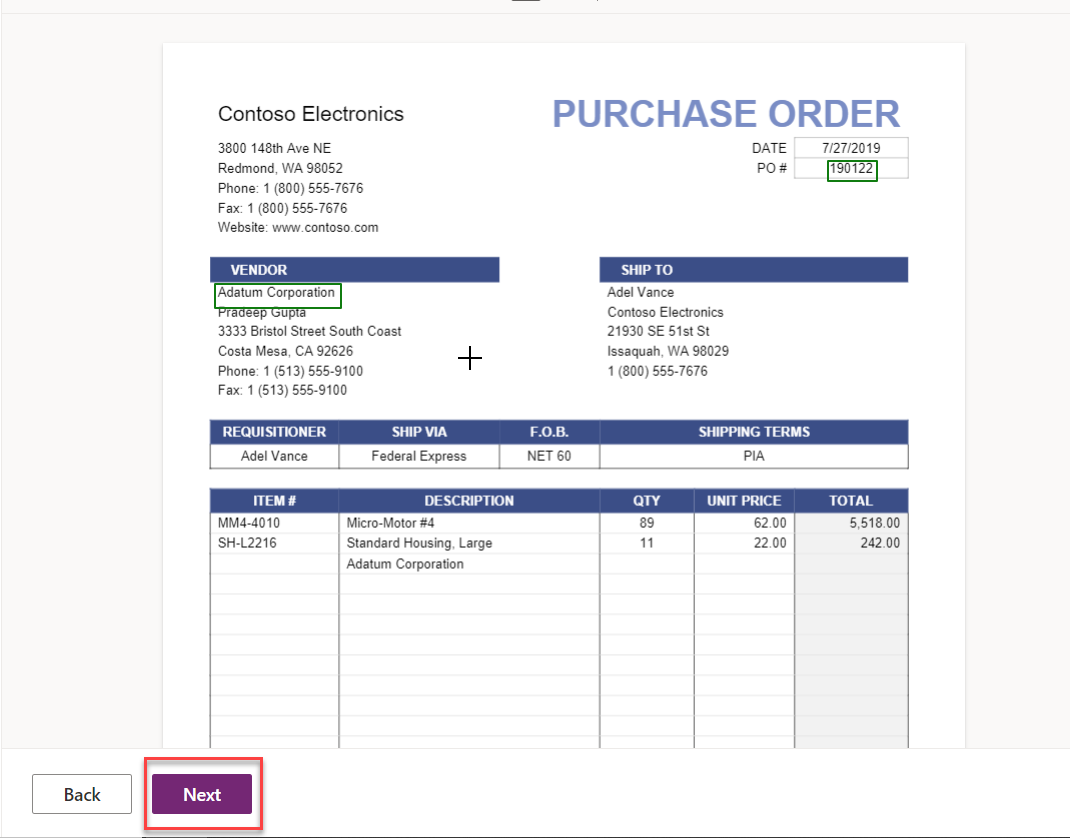 Contoso Electronics
PURCHASE ORDER
3800 148th Ave NE
DATE 7/27/2019
Redmond, WA 98052
PO # 190122
Phone: 1 (800) 555-7676
Fax: 1 (800) 555-7676
Website: www.contoso.com
VENDOR
Adatum Corporation
Pradeep Gupta
3333 Bristol Street South Coast
Costa Mesa, CA 92626
Phone: 1 (513) 555-9100
Fax: 1 (513) 555-9100
SHIP TO
Adel Vance
Contoso Electronics
21930 SE 51st St
Issaquah, WA 98029
1 (800) 555-7676
REQUISITIONER SHIP VIA F.O.B. SHIPPING TERMS
Adel Vance Federal Express NET 60 PIA
ITEM # DESCRIPTION QTY UNIT PRICE TOTAL
MM4-4010 Micro-Motor #4 89 62.00 5,518.00
SH-L2216 Standard Housing, Large 11 22.00 242.00
Adatum Corporation
Back Next